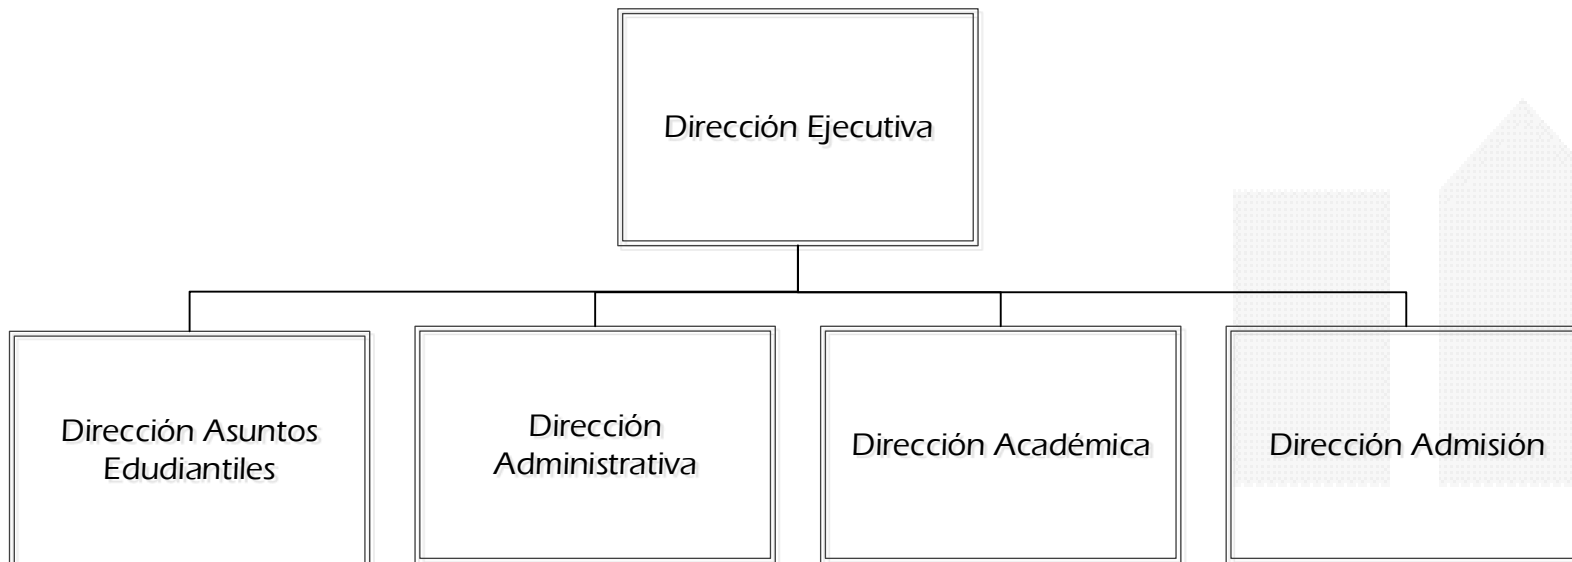 Dirección Ejecutiva
Dirección Asuntos
Edudiantiles
Dirección
Administrativa
Dirección Académica
Dirección Admisión